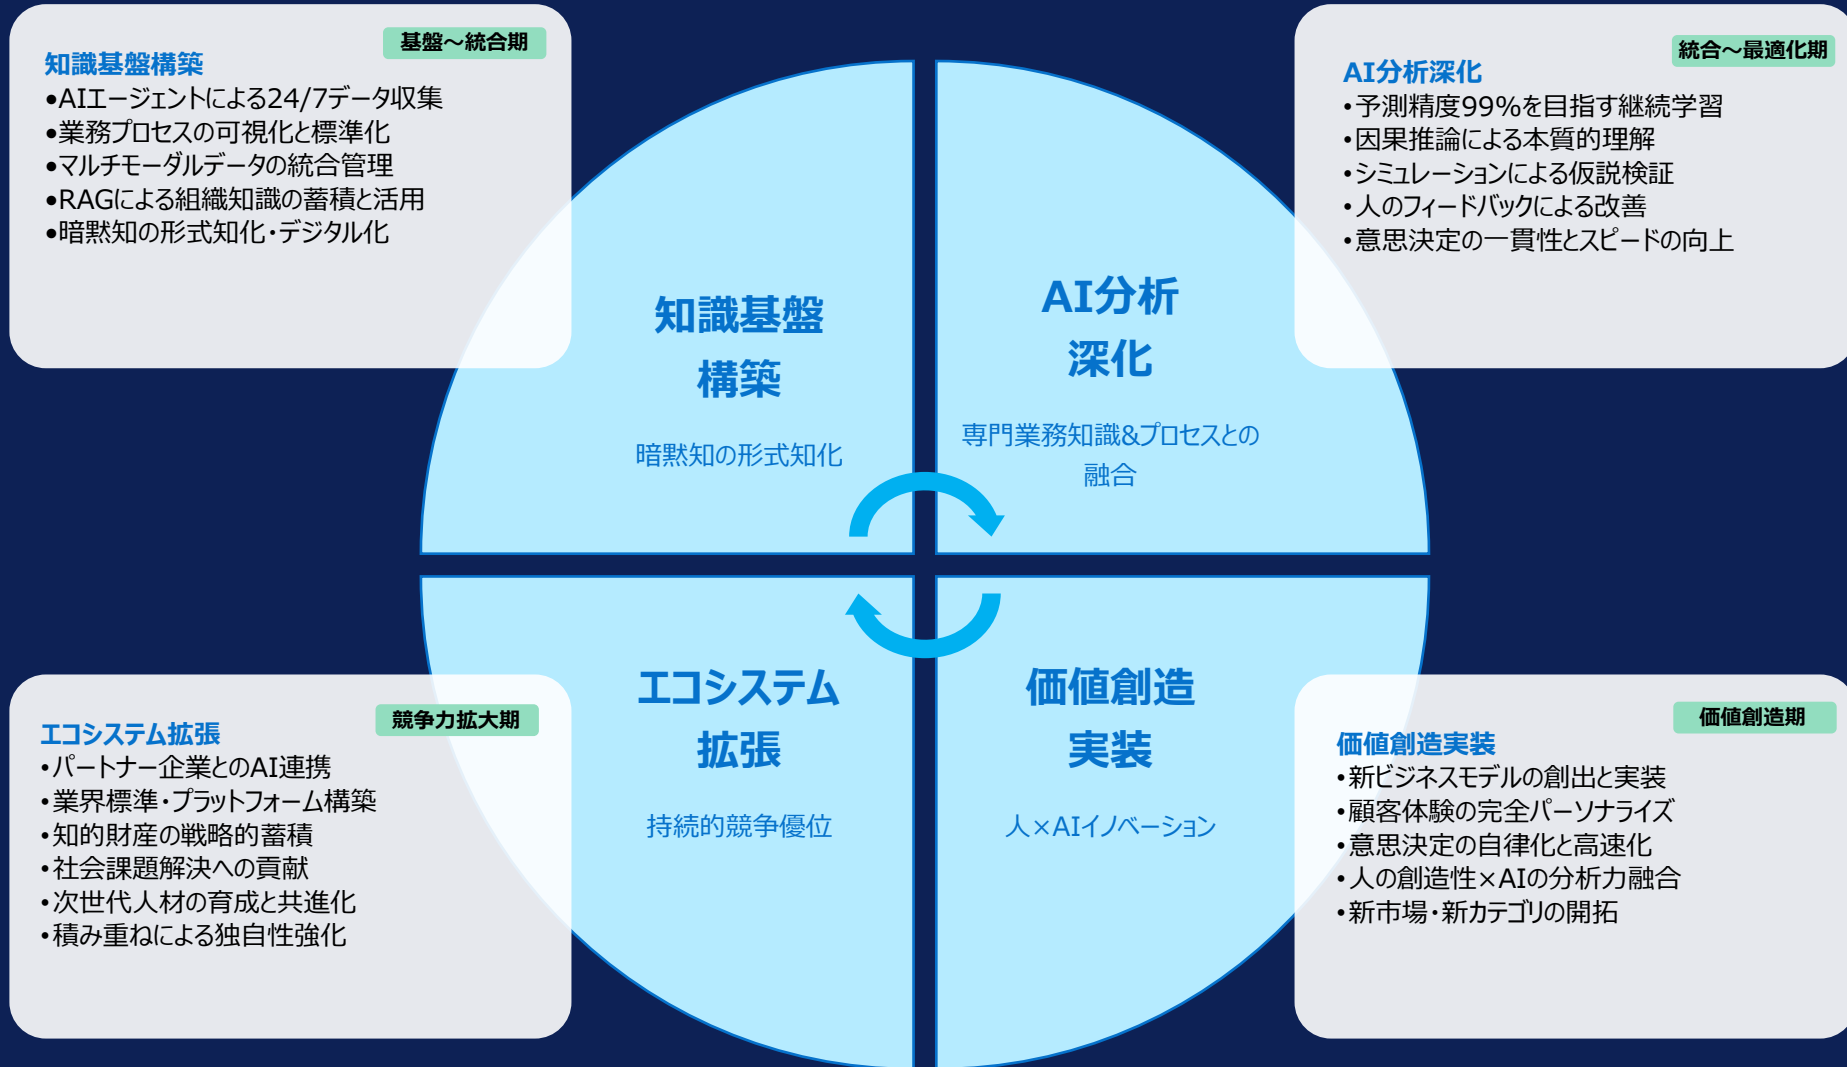 基盤～統合期
知識基盤構築
•AIエージェントによる24/7データ収集
•業務プロセスの可視化と標準化
•マルチモーダルデータの統合管理
•RAGによる組織知識の蓄積と活用
•暗黙知の形式知化・デジタル化
統合～最適化期
AI分析深化
•予測精度99%を目指す継続学習
•因果推論による本質的理解
•シミュレーションによる仮説検証
•人のフィードバックによる改善
•意思決定の一貫性とスピードの向上
知識基盤
構築
暗黙知の形式知化
AI分析
深化
専門業務知識&プロセスとの
融合
エコシステム
拡張
持続的競争優位
価値創造
実装
人×AIイノベーション
競争力拡大期
エコシステム拡張
•パートナー企業とのAI連携
•業界標準・プラットフォーム構築
•知的財産の戦略的蓄積
•社会課題解決への貢献
•次世代人材の育成と共進化
•積み重ねによる独自性強化
価値創造期
価値創造実装
•新ビジネスモデルの創出と実装
•顧客体験の完全パーソナライズ
•意思決定の自律化と高速化
•人の創造性×AIの分析力融合
•新市場・新カテゴリの開拓